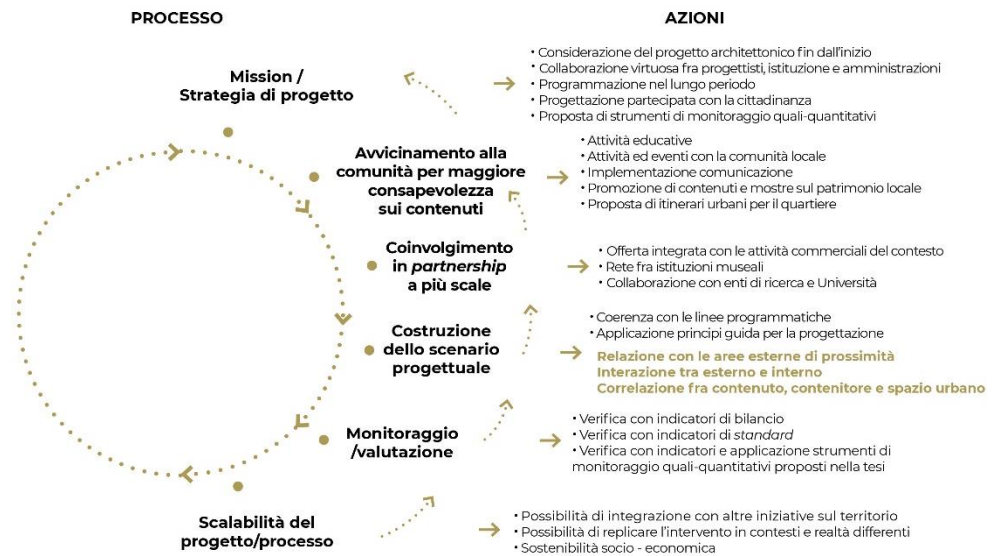 PROCESSO
AZIONI
Mission /
Strategia di progetto
• Considerazione del progetto architettonico fin dall'inizio
• Collaborazione virtuosa fra progettisti, istituzione e amministrazioni
• Programmazione nel lungo periodo
• Progettazione partecipata con la cittadinanza
• Proposta di strumenti di monitoraggio quali-quantitativi
Avvicinamento alla
comunità per maggiore
consapevolezza
sui contenuti
• Attività educative
• Attività ed eventi con la comunità locale
• Implementazione comunicazione
• Promozione di contenuti e mostre sul patrimonio locale
• Proposta di itinerari urbani per il quartiere
Coinvolgimento
in partnership
a più scale
• Offerta integrata con le attività commerciali del contesto
• Rete fra istituzioni museali
• Collaborazione con enti di ricerca e Università
Costruzione
dello scenario
progettuale
• Coerenza con le linee programmatiche
• Applicazione principi guida per la progettazione
Relazione con le aree esterne di prossimità
Interazione tra esterno e interno
Correlazione fra contenuto, contenitore e spazio urbano
Monitoraggio
/valutazione
• Verifica con indicatori di bilancio
• Verifica con indicatori di standard
• Verifica con indicatori e applicazione strumenti di
monitoraggio quali-quantitativi proposti nella tesi
Scalabilità del
progetto/processo
• Possibilità di integrazione con altre iniziative sul territorio
• Possibilità di replicare l'intervento in contesti e realtà differenti
• Sostenibilità socio - economica